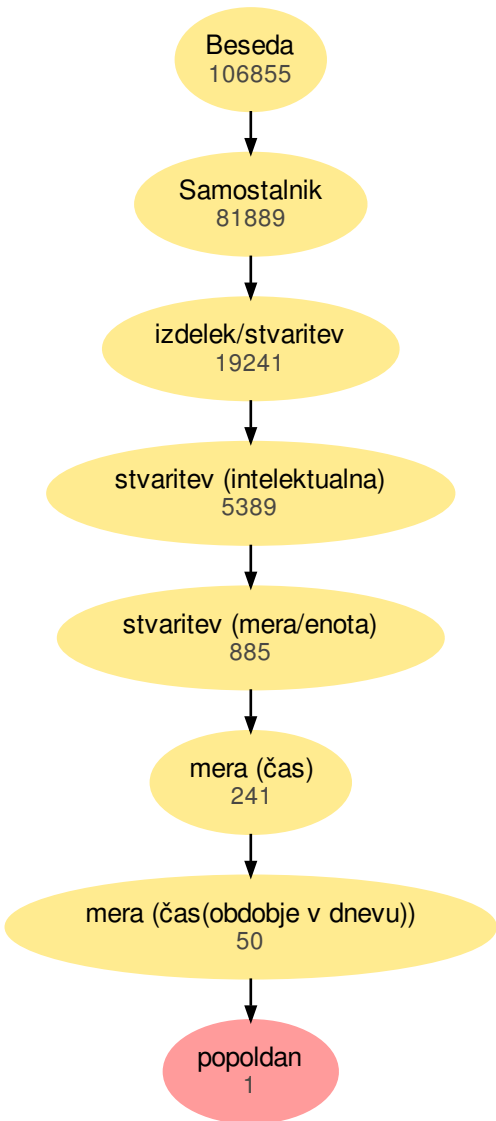 Beseda
106855
Samostalnik
81889
izdelek/stvaritev
19241
stvaritev (intelektualna)
5389
stvaritev (mera/enota)
885
mera (čas)
241
mera (čas(obdobje v dnevu))
50
popoldan
1